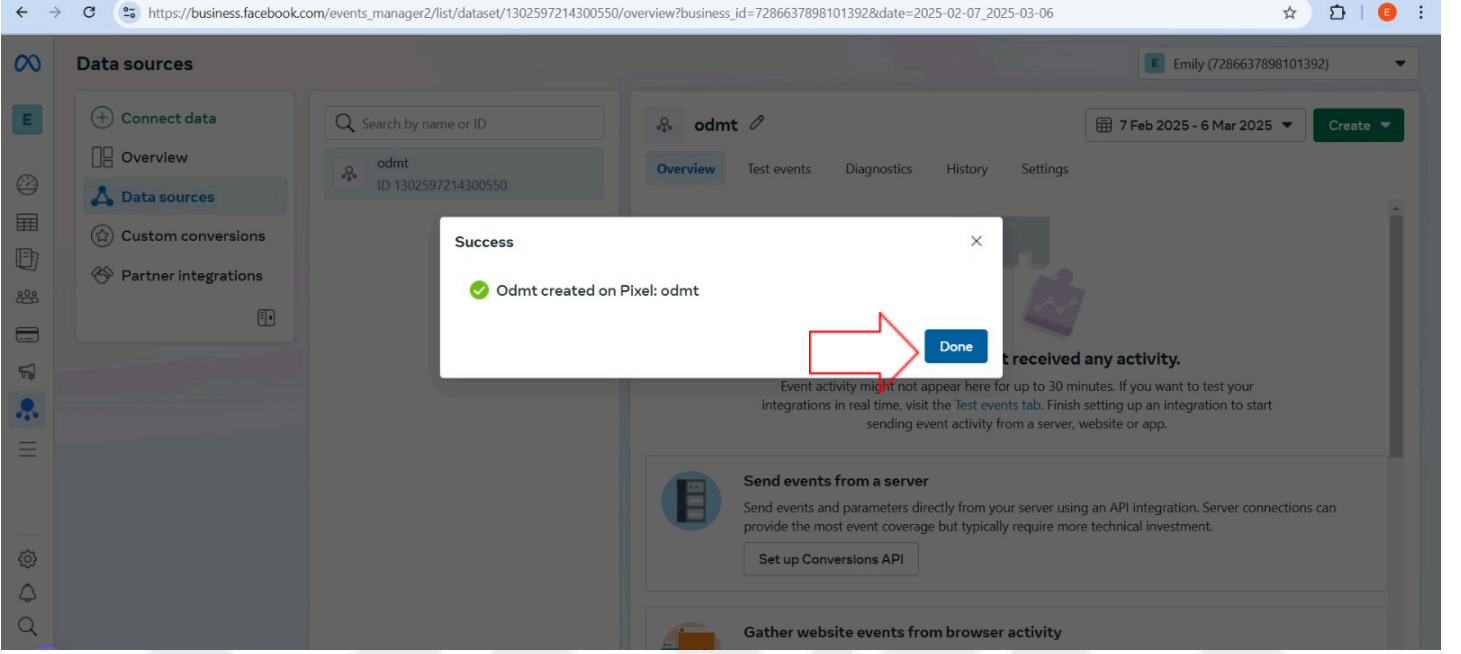 https://business.facebook.com/events_manager2/list/dataset/1302597214300550/overview?business_id=7286637898101392&date=2025-02-07_2025-03-06
E
Data sources
E Emily (7286637898101392)
E
Connect data
Overview
Data sources
Custom conversions
Partner integrations
Search by name or ID
odmt
ID 1302597214300550
odmt
7 Feb 2025 - 6 Mar 2025
Create
Overview Test events Diagnostics History Settings
Success
Odmt created on Pixel: odmt
Done
received any activity.
Event activity might not appear here for up to 30 minutes. If you want to test your
integrations in real time, visit the Test events tab. Finish setting up an integration to start
sending event activity from a server, website or app.
Send events from a server
Send events and parameters directly from your server using an API integration. Server connections can
provide the most event coverage but typically require more technical investment.
Set up Conversions API
Gather website events from browser activity